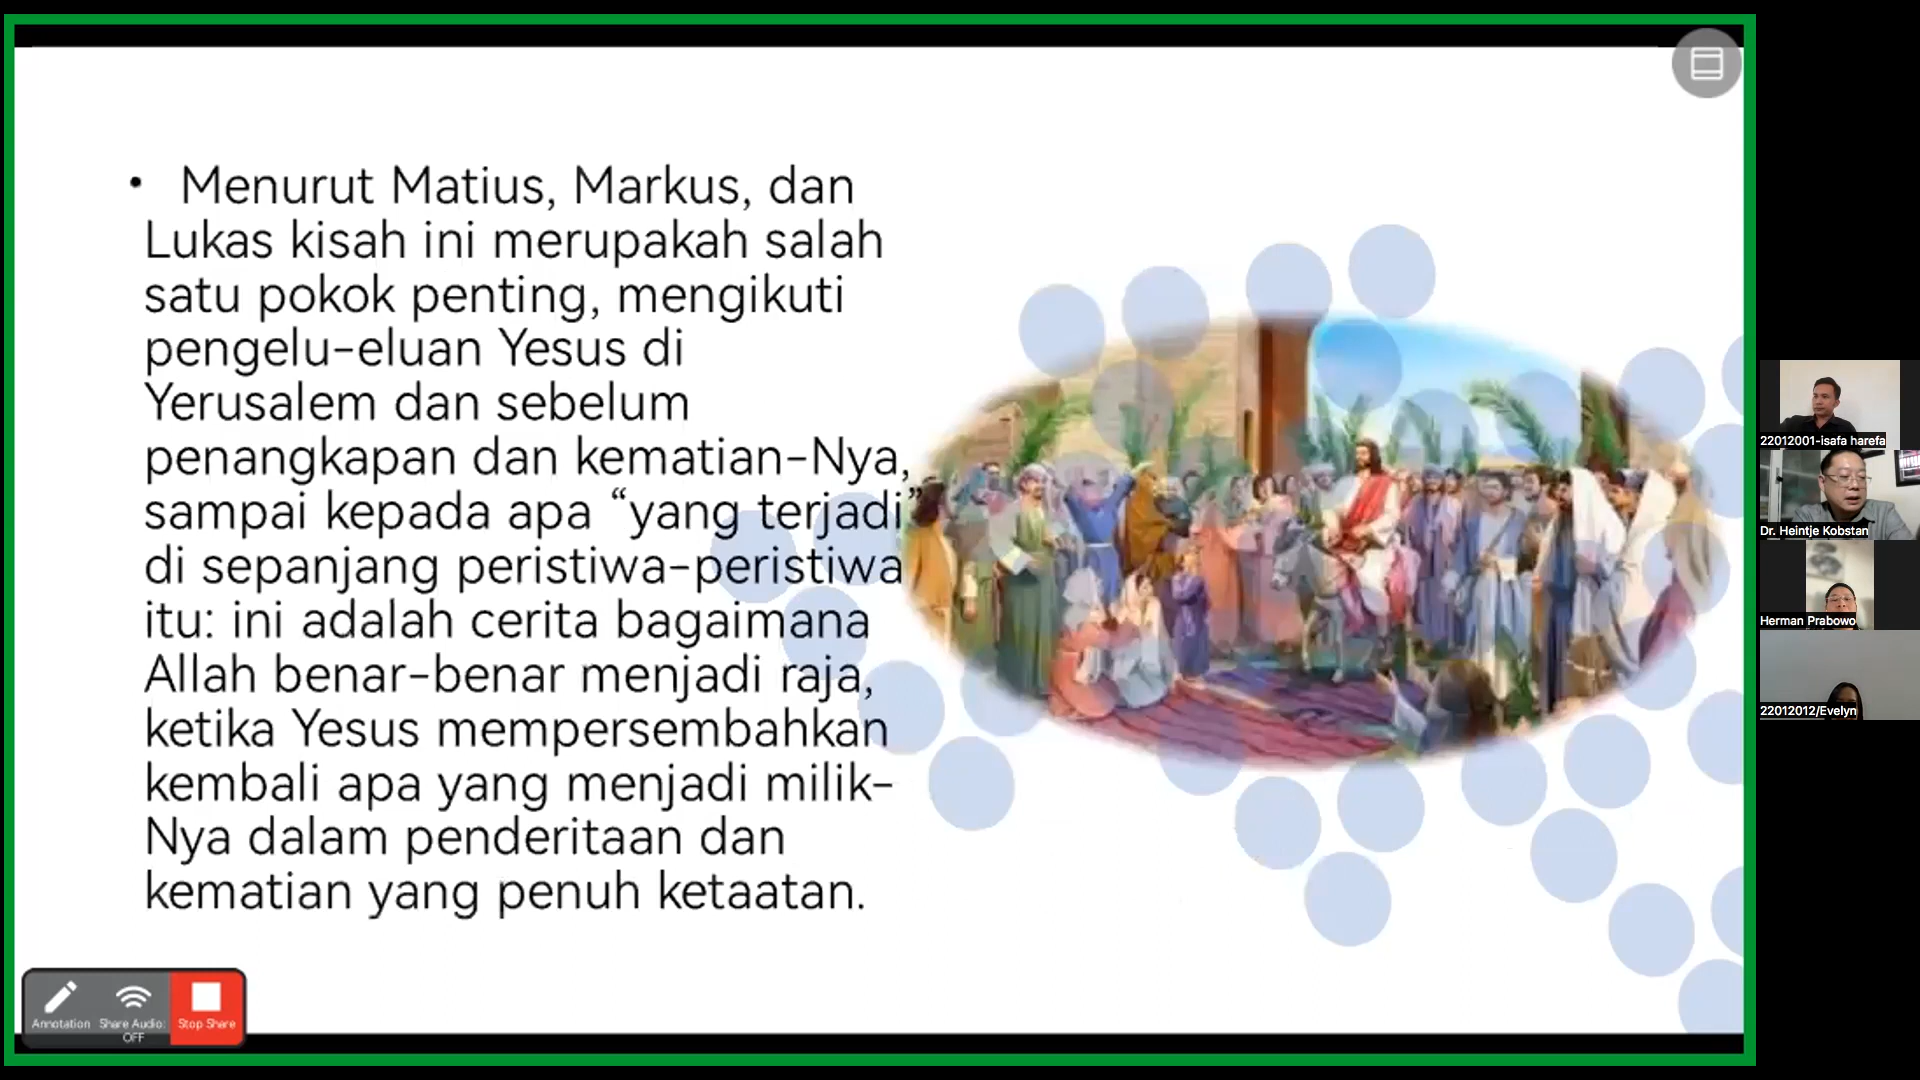 • Menurut Matius, Markus, dan
Lukas kisah ini merupakah salah
satu pokok penting, mengikuti
pengelu-eluan Yesus di
Yerusalem dan sebelum
penangkapan dan kematian-Nya,
sampai kepada apa “yang terjadi”
di sepanjang peristiwa-peristiwa
itu: ini adalah cerita bagaimana
Allah benar-benar menjadi raja,
ketika Yesus mempersembahkan
kembali apa yang menjadi milik-
Nya dalam penderitaan dan
kematian yang penuh ketaatan.
Annotation
Share Audio:
OFF
Stop Share
22012001-isafa harefa
Dr. Heintje Kobstan
Herman Prabowo
22012012/Evelyn